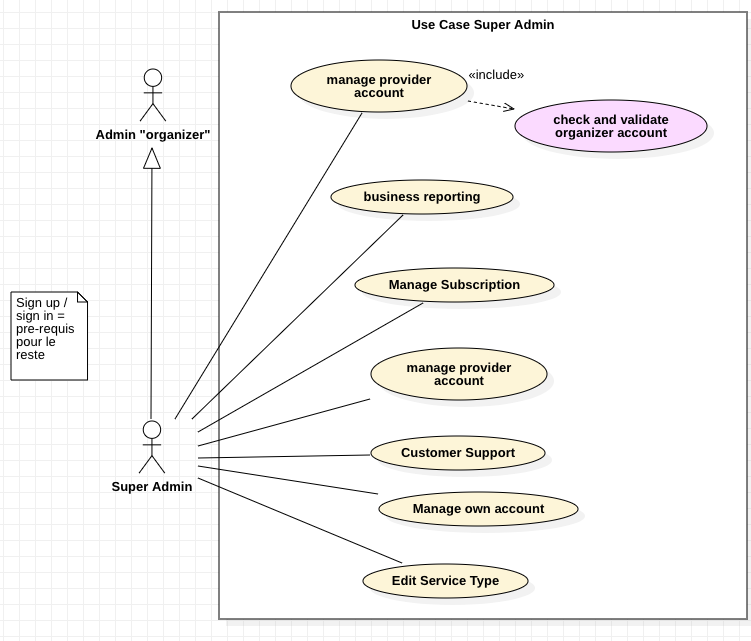 Use Case Super Admin
manage provider
account
«include»
check and validate
organizer account
Admin "organizer"
business reporting
Manage Subscription
Sign up /
sign in =
pre-requis
pour le
reste
manage provider
account
Customer Support
Super Admin
Manage own account
Edit Service Type